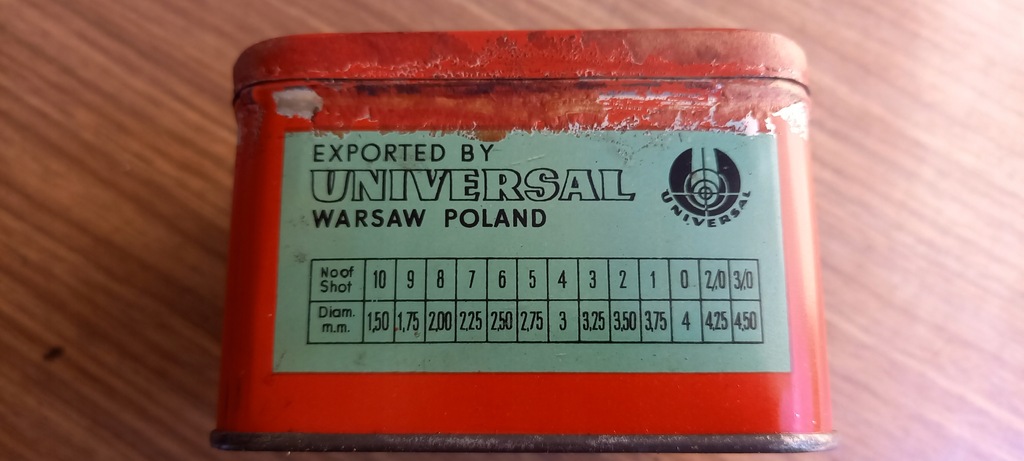 EXPORTED BY
UNIVERSAL
WARSAW POLAND
UNIVERSAL
No of Shot 10 9 8 7 6 5 4 3 2 1 0 2/0 3/0
Diam. m.m. 1,50 1,75 2,00 2,25 2,50 2,75 3 3,25 3,50 3,75 4 4,25 4,50